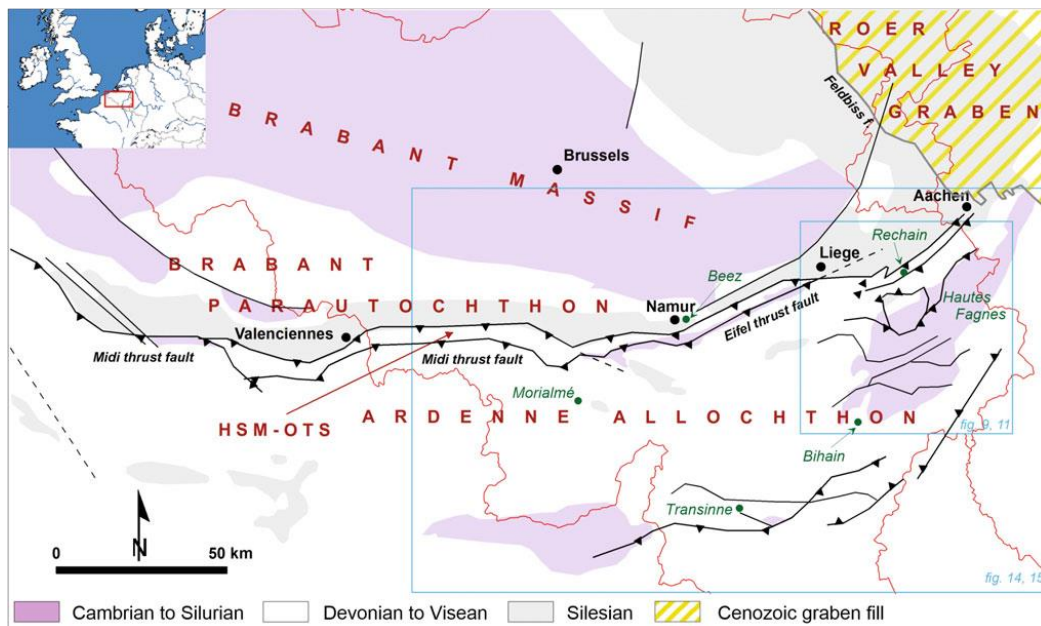 ROER
VALLEY
GRABEN
Feldbiss f.
BRABANT MASSIF
Brussels
Aachen
Rechain
Liege
BRABANT
Beez
PARAUTOCHTHON
Namur
Hautes
Fagnes
Valenciennes
Eifel thrust fault
Midi thrust fault
Midi thrust fault
Morialmé
ARDENNE ALLOCHTHON
HSM-OTS
fig. 9, 11
Bihain
Transinne
N
0 50 km
fig. 14, 15
Cambrian to Silurian Devonian to Visean Silesian Cenozoic graben fill